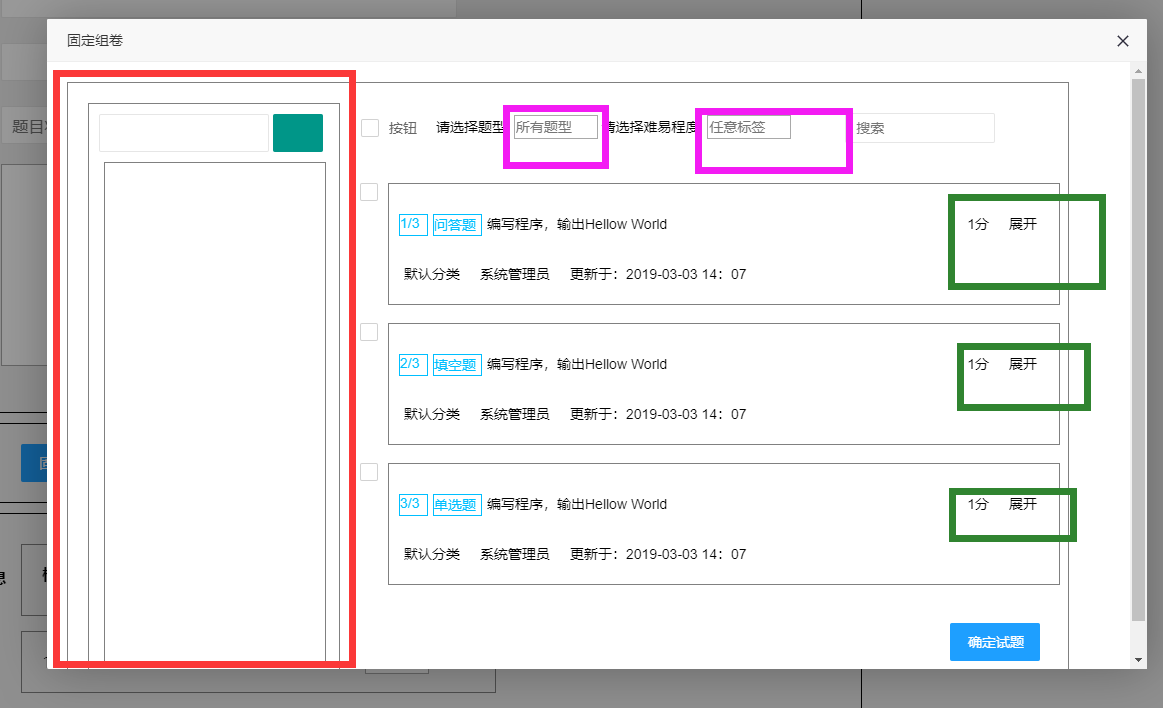 固定组卷
题目
按钮 请选择题型 所有题型 请选择难易程度 任意标签 搜索
1/3 问答题 编写程序，输出Hellow World 1分 展开
默认分类 系统管理员 更新于：2019-03-03 14：07
2/3 填空题 编写程序，输出Hellow World 1分 展开
默认分类 系统管理员 更新于：2019-03-03 14：07
3/3 单选题 编写程序，输出Hellow World 1分 展开
默认分类 系统管理员 更新于：2019-03-03 14：07
确定试题